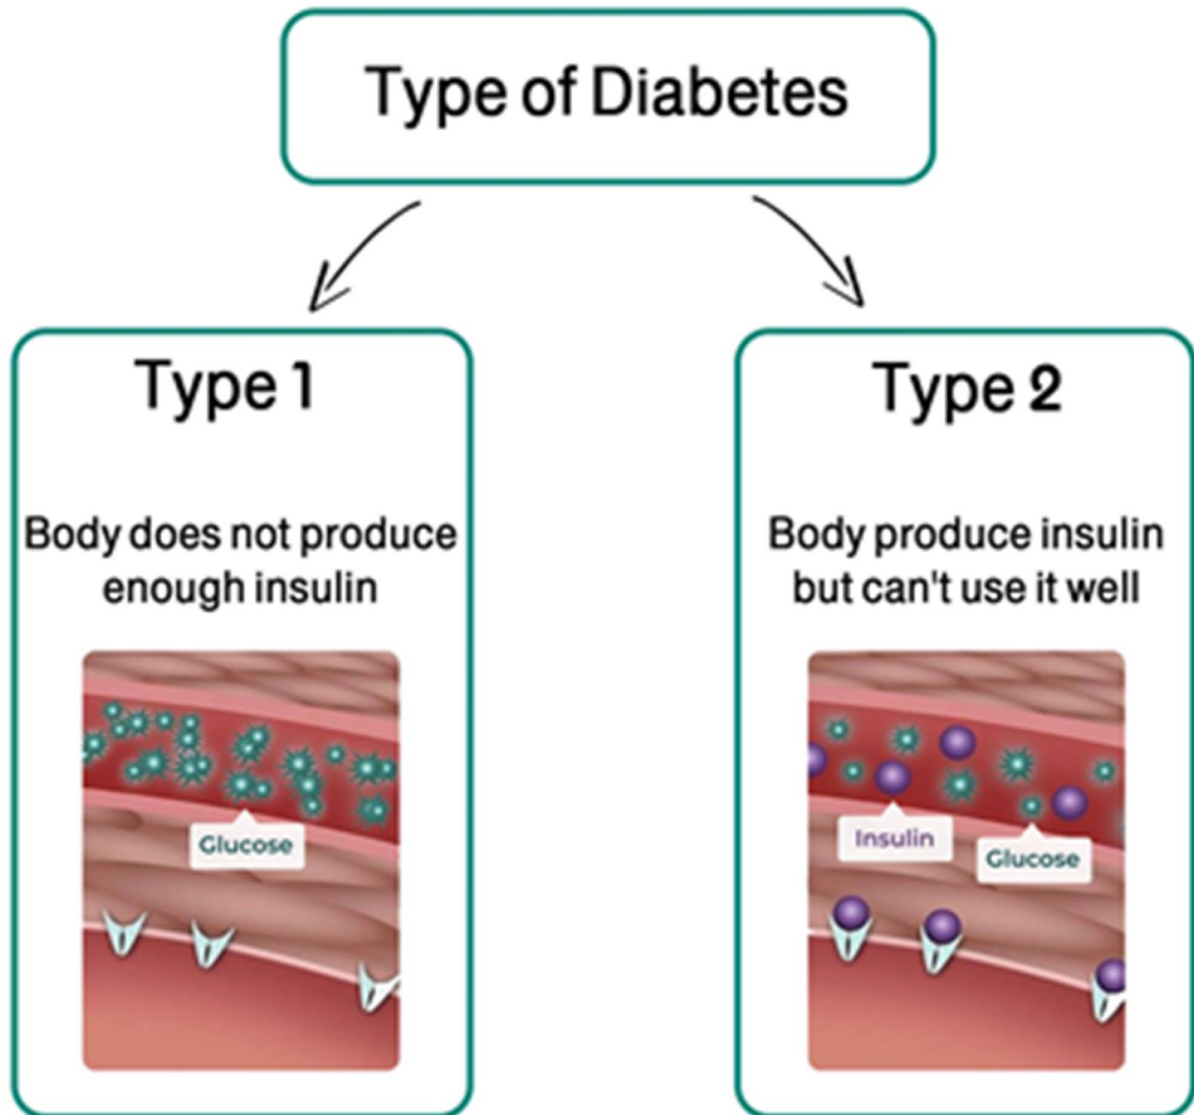 Type of Diabetes
Type 1
Body does not produce
enough insulin
Glucose
Type 2
Body produce insulin
but can't use it well
Insulin
Glucose